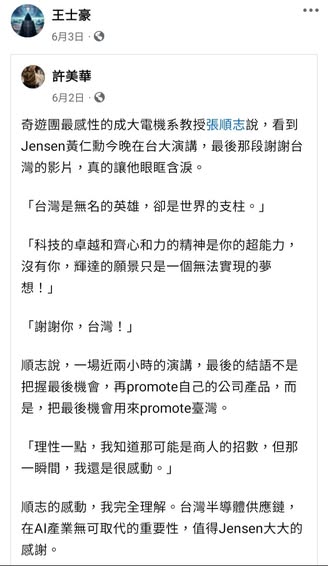 王士豪
6月3日
許美華
6月2日
奇遊團最感性的成大電機系教授張順志說，看到
Jensen黃仁勳今晚在台大演講，最後那段謝謝台
灣的影片，真的讓他眼眶含淚。
「台灣是無名的英雄，卻是世界的支柱。」
「科技的卓越和齊心和力的精神是你的超能力，
沒有你，輝達的願景只是一個無法實現的夢
想！」
「謝謝你，台灣！」
順志說，一場近兩小時的演講，最後的結語不是
把握最後機會，再promote自己的公司產品，而
是，把最後機會用來promote臺灣。
「理性一點，我知道那可能是商人的招數，但那
一瞬間，我還是很感動。」
順志的感動，我完全理解。台灣半導體供應鏈，
在AI產業無可取代的重要性，值得Jensen大大的
感謝。